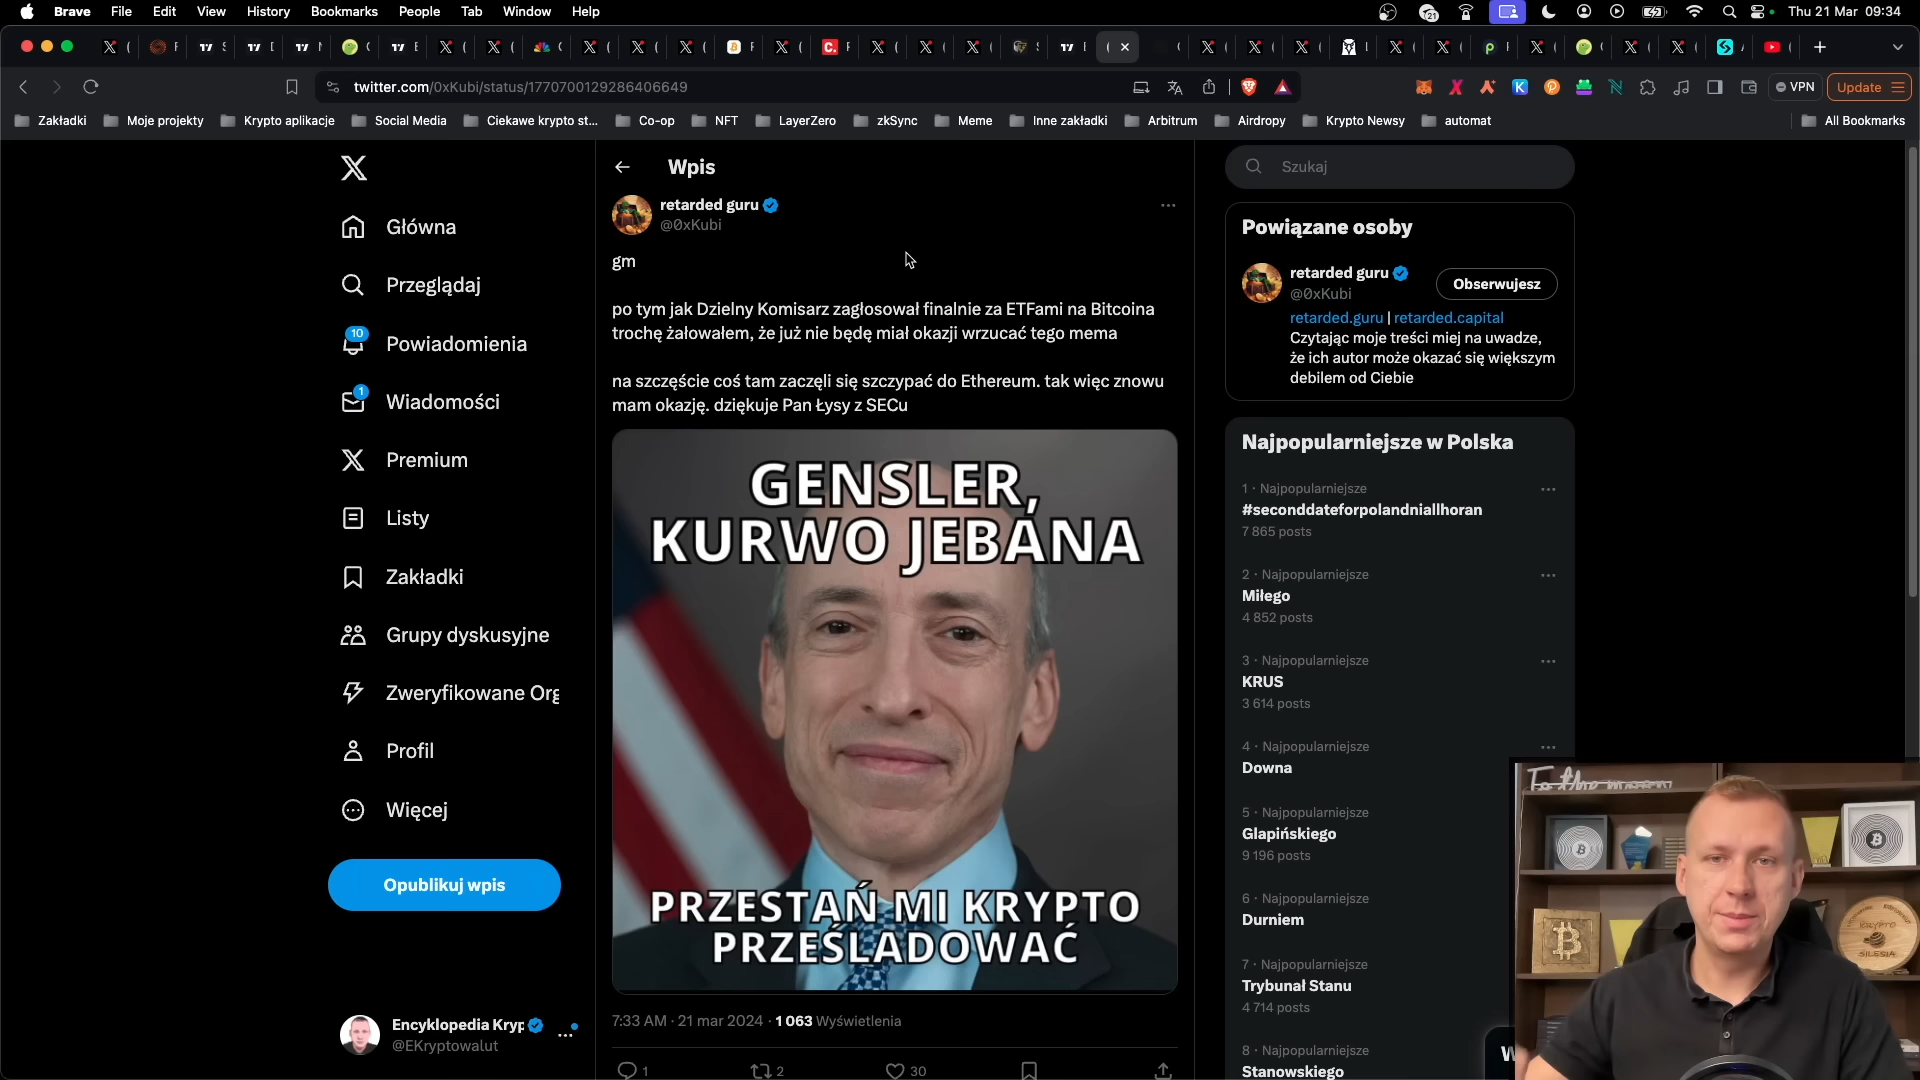 Brave File Edit View History Bookmarks People Tab Window Help
21
Thu 21 Mar 09:34
twitter.com/0xKubi/status/1770700129286406649
VPN
Update
Zakładki Moje projekty Krypto aplikacje Social Media Ciekawe krypto st... Co-op NFT LayerZero zkSync Meme Inne zakładki Arbitrum Airdropy Krypto Newsy automat All Bookmarks
Główna
Przeglądaj
10
Powiadomienia
1
Wiadomości
Premium
Listy
Zakładki
Grupy dyskusyjne
Zweryfikowane Org
Profil
Więcej
Opublikuj wpis
Encyklopedia Kryp
@EKryptowalut
Wpis
retarded guru
@0xKubi
gm
po tym jak Dzielny Komisarz zagłosował finalnie za ETFami na Bitcoina
trochę żałowałem, że już nie będę miał okazji wrzucać tego mema
na szczęście coś tam zaczęli się szczypać do Ethereum. tak więc znowu
mam okazję. dziękuje Pan Łysy z SECu
GENSLER,
KURWO JEBANA
PRZESTAŃ MI KRYPTO
PRZEŚLADOWAĆ
7:33 AM · 21 mar 2024 · 1 063 Wyświetlenia
1
2
30
Szukaj
Powiązane osoby
retarded guru
@0xKubi
Obserwujesz
retarded.guru | retarded.capital
Czytając moje treści miej na uwadze,
że ich autor może okazać się większym
debilem od Ciebie
Najpopularniejsze w Polska
1 · Najpopularniejsze
#seconddateforpolandniallhoran
7 865 posts
2 · Najpopularniejsze
Miłego
4 852 posts
3 · Najpopularniejsze
KRUS
3 614 posts
4 · Najpopularniejsze
Downa
5 · Najpopularniejsze
Glapińskiego
9 196 posts
6 · Najpopularniejsze
Durniem
7 · Najpopularniejsze
Trybunał Stanu
4 714 posts
8 · Najpopularniejsze
Stanowskiego
To the moon
SILESIA